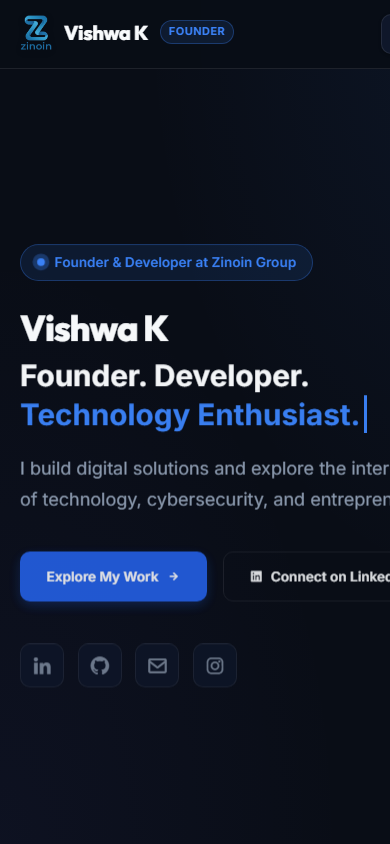 zinoin
Vishwa K
FOUNDER
Founder & Developer at Zinoin Group
Vishwa K
Founder. Developer.
Technology Enthusiast.
I build digital solutions and explore the inter
of technology, cybersecurity, and entrepren
Explore My Work →
Connect on Linked